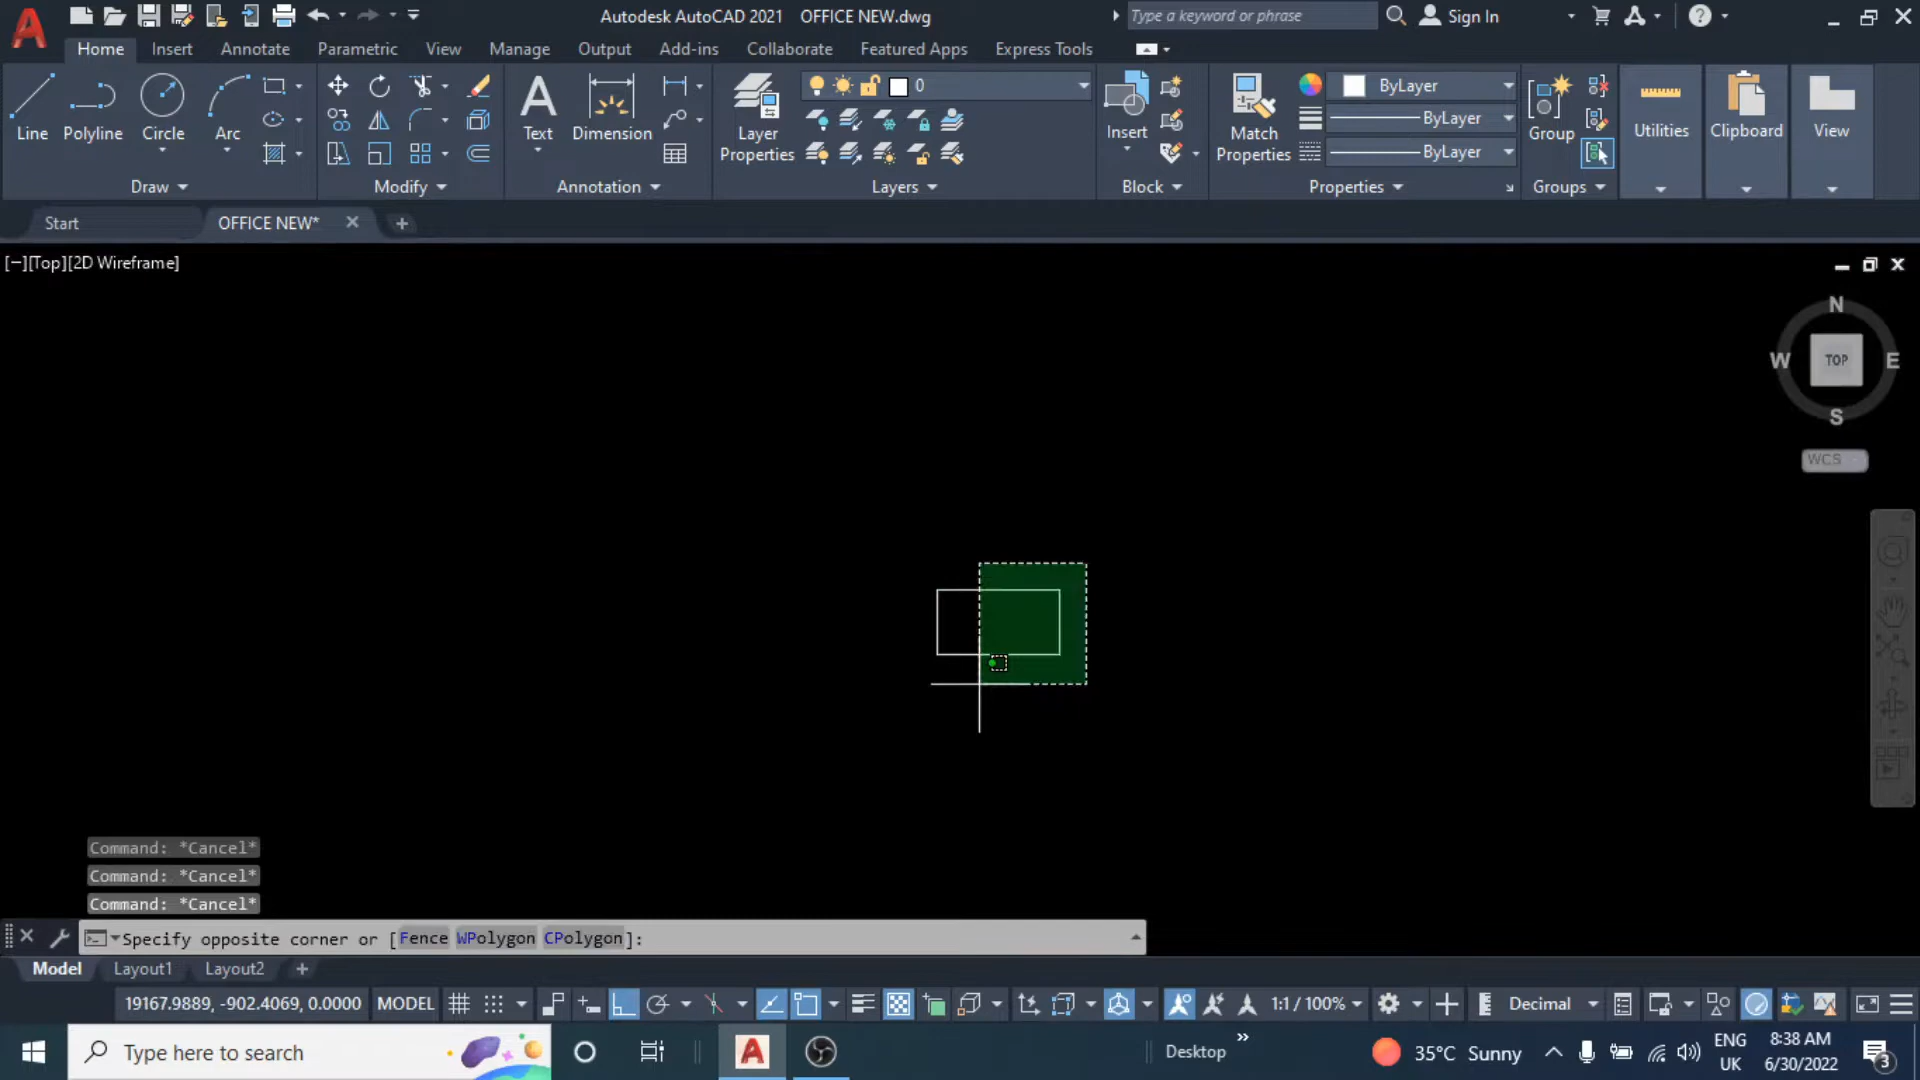 Autodesk AutoCAD 2021 OFFICE NEW.dwg
Type a keyword or phrase
Sign In
Home Insert Annotate Parametric View Manage Output Add-ins Collaborate Featured Apps Express Tools
0
ByLayer
Line Polyline Circle Arc
Text Dimension
Layer Properties
Insert
Match Properties
ByLayer
Group
Utilities Clipboard View
ByLayer
Draw Modify Annotation Layers Block Properties Groups
Start OFFICE NEW*
[−][Top][2D Wireframe]
N
W TOP E
S
WCS
Command: *Cancel*
Command: *Cancel*
Command: *Cancel*
Specify opposite corner or [Fence WPolygon CPolygon]:
Model Layout1 Layout2
19167.9889, -902.4069, 0.0000 MODEL 1:1 / 100% Decimal
Type here to search
Desktop
35°C Sunny
ENG
UK
8:38 AM
6/30/2022
3